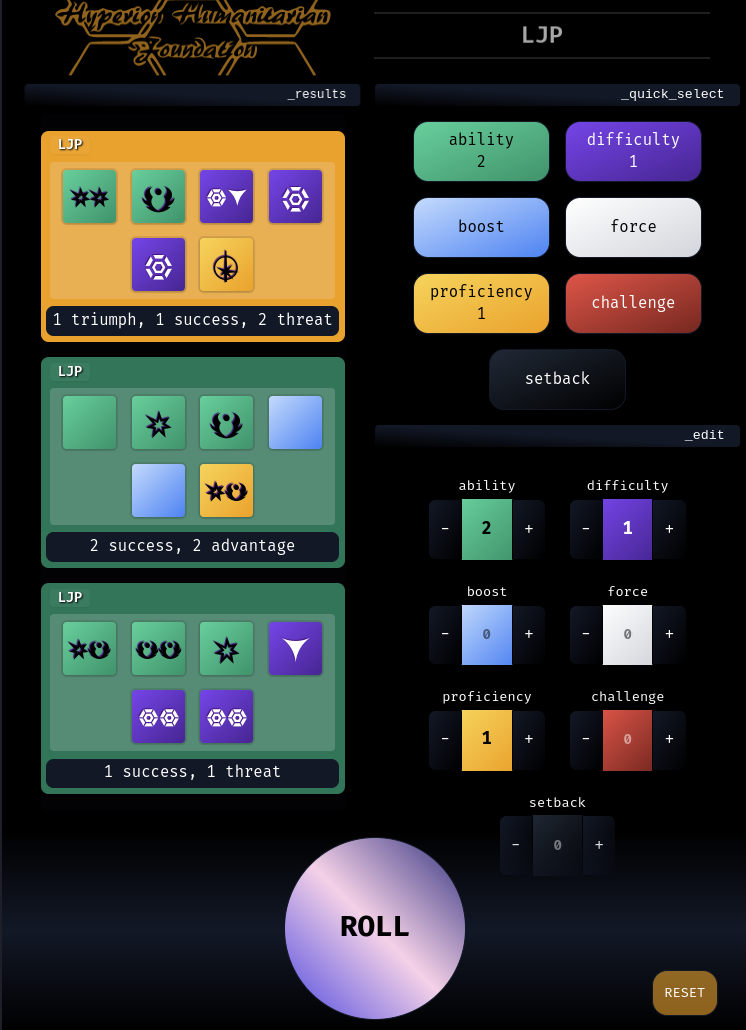 Hyperion Humanitarian
Foundation
_results
LJP
1 triumph, 1 success, 2 threat
LJP
2 success, 2 advantage
LJP
1 success, 1 threat
LJP
_quick_select
ability
2
difficulty
1
boost
force
proficiency
1
challenge
setback
_edit
ability
difficulty
- 2 +
- 1 +
boost
force
- 0 +
- 0 +
proficiency
challenge
- 1 +
- 0 +
setback
- 0 +
ROLL
RESET